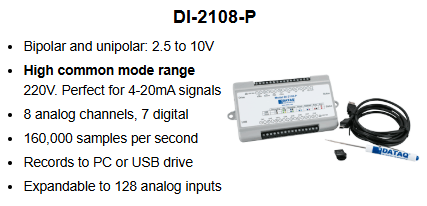 DI-2108-P
Bipolar and unipolar: 2.5 to 10V
High common mode range
220V. Perfect for 4-20mA signals
8 analog channels, 7 digital
160,000 samples per second
Records to PC or USB drive
Expandable to 128 analog inputs
DATAQ
DATAQ